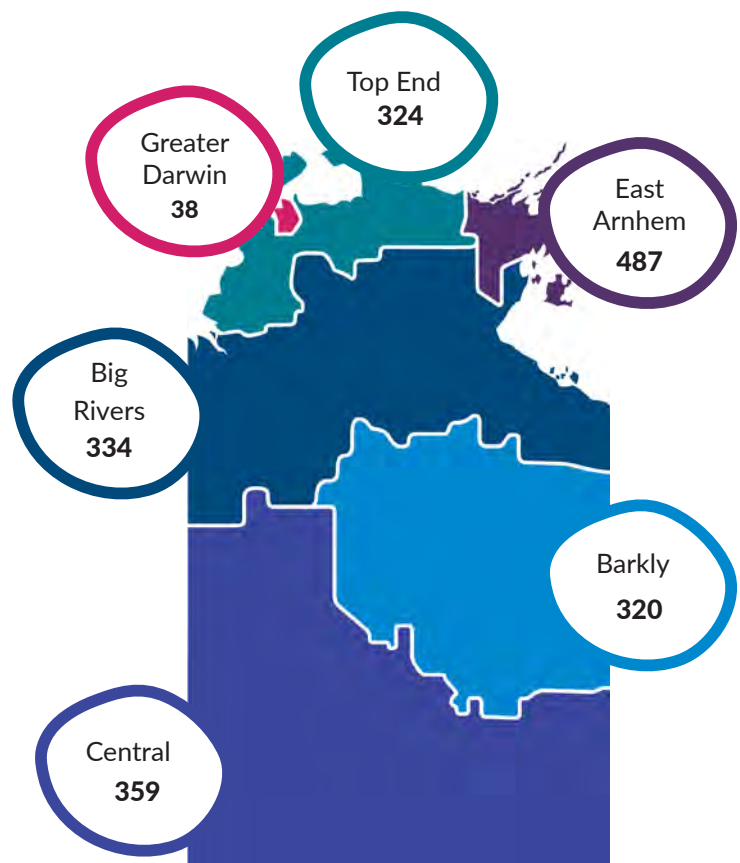 Top End
324
Greater
Darwin
38
East
Arnhem
487
Big
Rivers
334
Barkly
320
Central
359